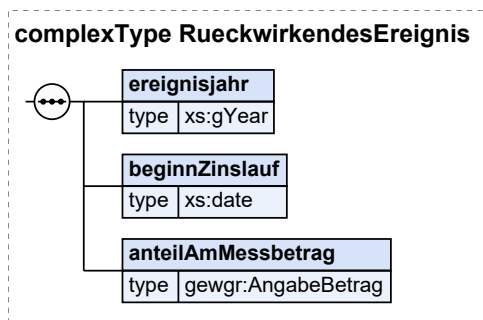 complexType RueckwirkendesEreignis
ereignisjahr
type xs:gYear
beginnZinslauf
type xs:date
anteilAmMessbetrag
type gewgr:AngabeBetrag